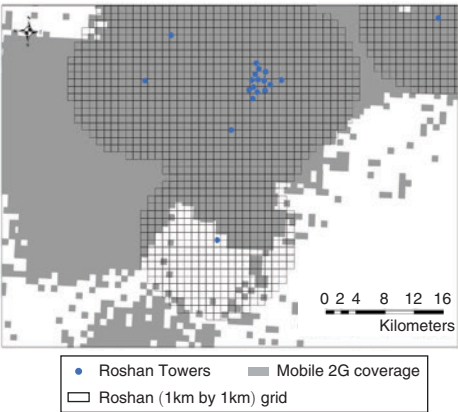 0 2 4 8 12 16
Kilometers
Roshan Towers
Mobile 2G coverage
Roshan (1km by 1km) grid